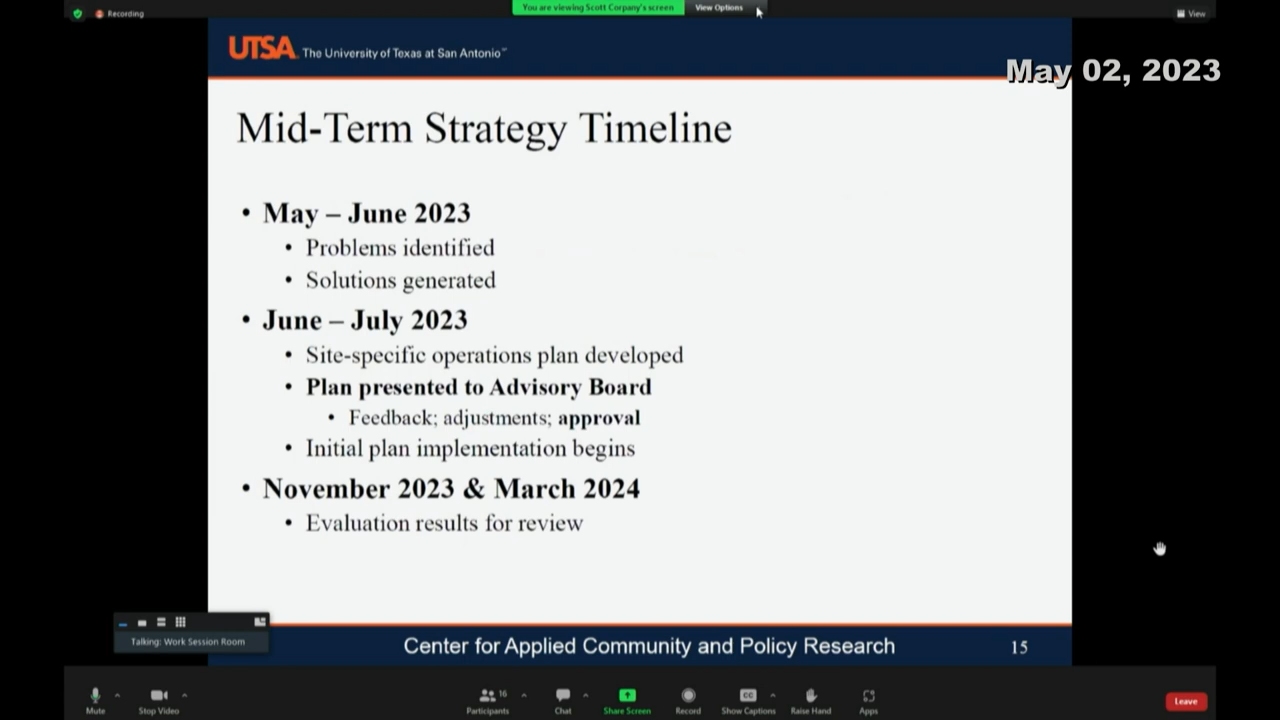 Recording
You are viewing Scott Corpany's screen
View Options
View
UTSA The University of Texas at San Antonio™
May 02, 2023
Mid-Term Strategy Timeline
• May – June 2023
• Problems identified
• Solutions generated
• June – July 2023
• Site-specific operations plan developed
• Plan presented to Advisory Board
• Feedback; adjustments; approval
• Initial plan implementation begins
• November 2023 & March 2024
• Evaluation results for review
Talking: Work Session Room
Center for Applied Community and Policy Research
15
Mute
Stop Video
Participants
16
Chat
Share Screen
Record
CC
Show Captions
Raise Hand
Apps
Leave